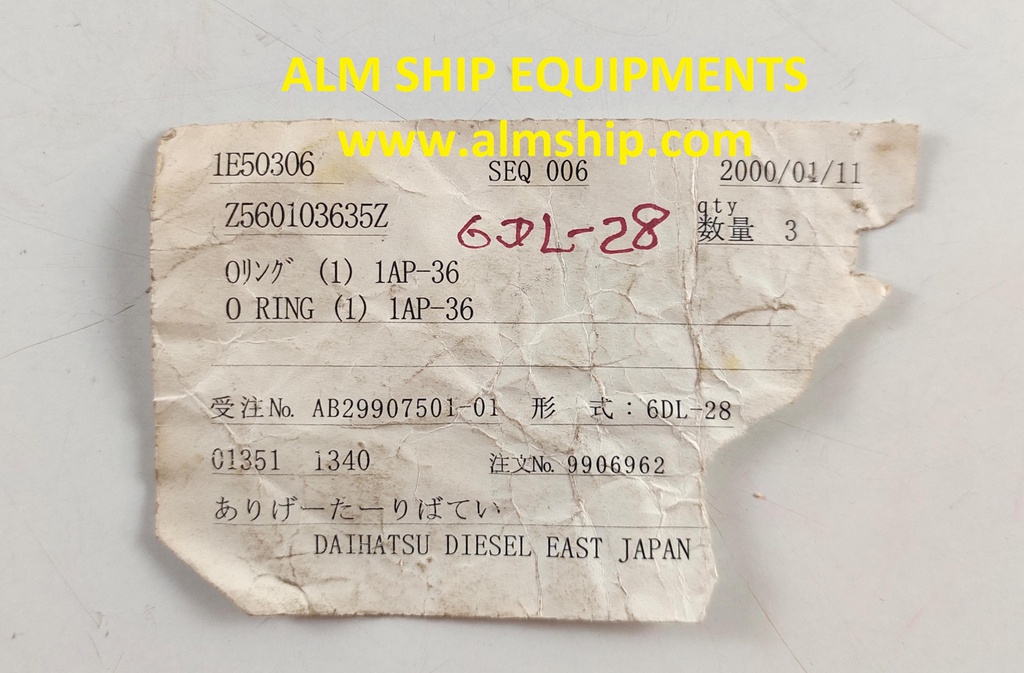 ALM SHIP EQUIPMENTS
www.almship.com
1E50306 SEQ 006 2000/04/11
Z560103635Z 6DL-28 qty 数量 3
Oリング (1) 1AP-36
O RING (1) 1AP-36
受注No. AB29907501-01 形 式：6DL-28
01351 1340 注文No. 9906962
ありげーたーりばてい
DAIHATSU DIESEL EAST JAPAN